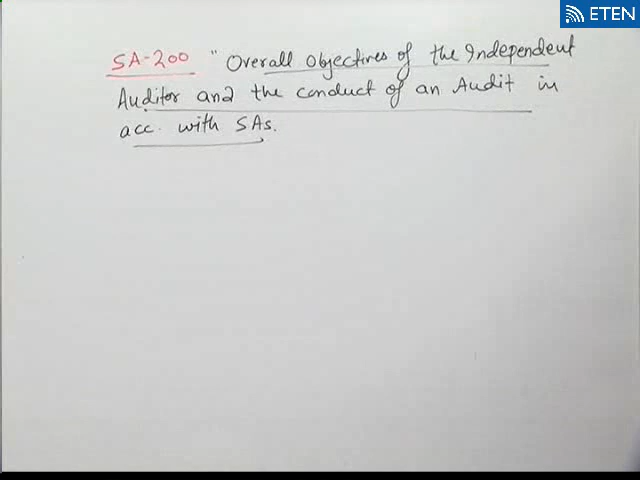 ETEN
SA-200 " Overall Objectives of the Independent
Auditor and the conduct of an Audit in
acc. with SAs.